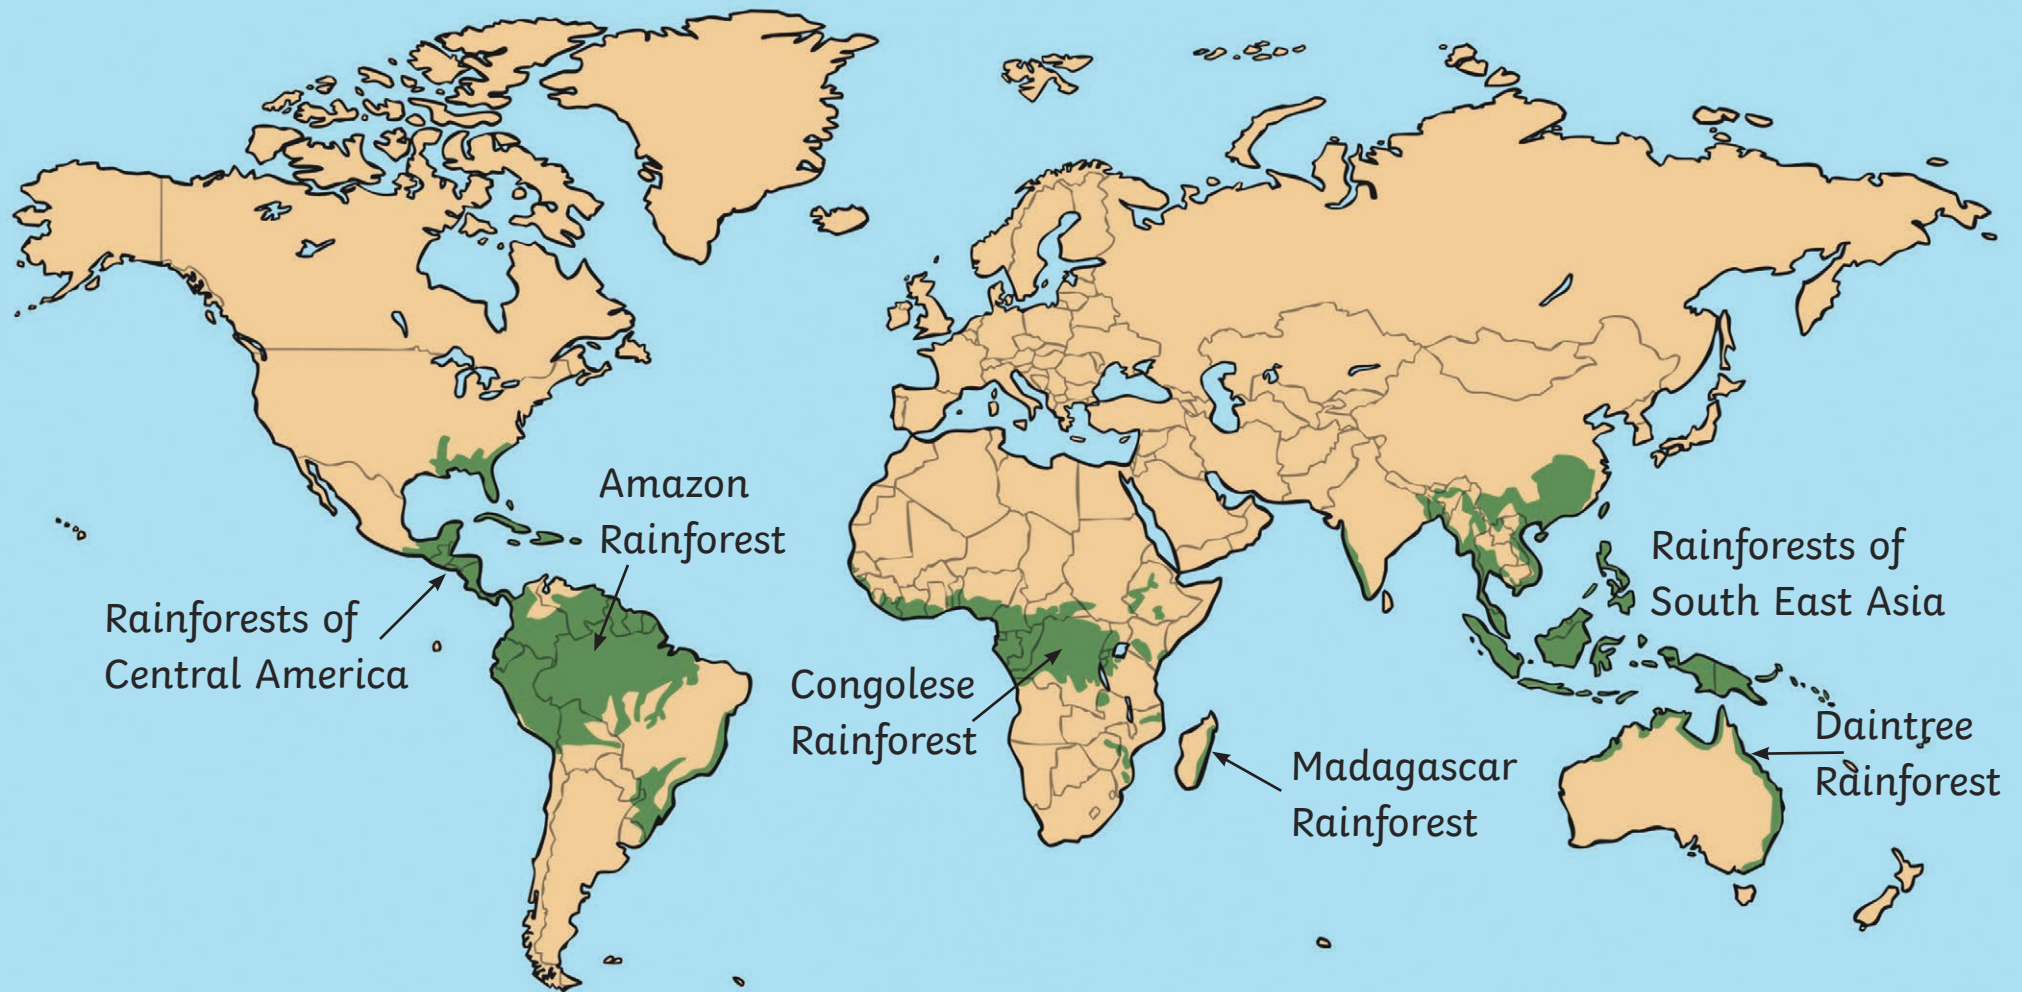 Amazon
Rainforest
Rainforests of
South East Asia
Rainforests of
Central America
Congolese
Rainforest
Daintree
Rainforest
Madagascar
Rainforest